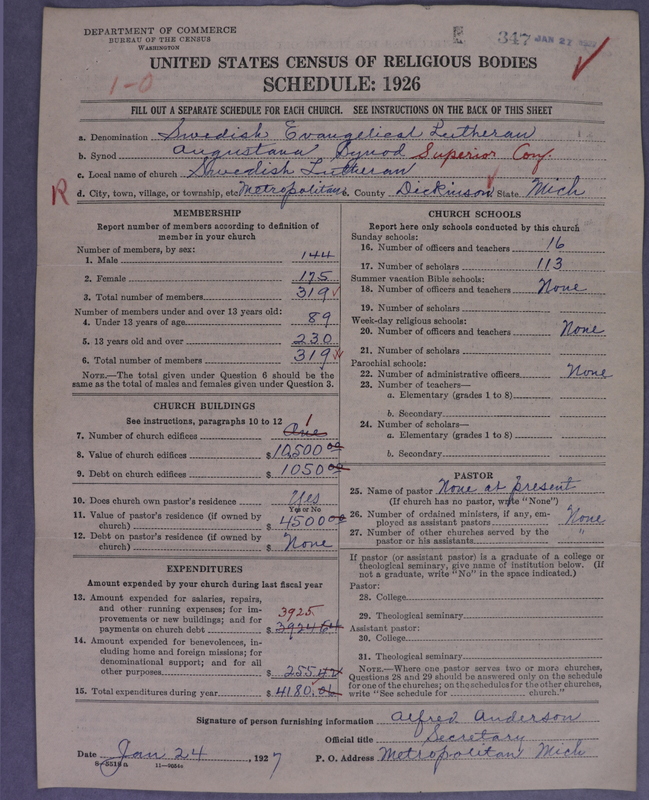 DEPARTMENT OF COMMERCE
BUREAU OF THE CENSUS
WASHINGTON
E 347 JAN 27
1-0
UNITED STATES CENSUS OF RELIGIOUS BODIES
SCHEDULE: 1926
FILL OUT A SEPARATE SCHEDULE FOR EACH CHURCH. SEE INSTRUCTIONS ON THE BACK OF THIS SHEET
a. Denomination Swedish Evangelical Lutheran
b. Synod Augustana Synod Superior Conf.
c. Local name of church Swedish Lutheran
R d. City, town, village, or township, etc. Metropolitan e. County Dickinson State Mich
MEMBERSHIP
Report number of members according to definition of
member in your church
Number of members, by sex:
1. Male 144
2. Female 175
3. Total number of members 319
Number of members under and over 13 years old:
4. Under 13 years of age 89
5. 13 years old and over 230
6. Total number of members 319
NOTE.—The total given under Question 6 should be the
same as the total of males and females given under Question 3.
CHURCH BUILDINGS
See instructions, paragraphs 10 to 12
7. Number of church edifices One 1
8. Value of church edifices $10,500 00
9. Debt on church edifices $1050 00
10. Does church own pastor's residence Yes
Yes or No
11. Value of pastor's residence (if owned by
church) $4500 00
12. Debt on pastor's residence (if owned by
church) $None
EXPENDITURES
Amount expended by your church during last fiscal year
13. Amount expended for salaries, repairs,
and other running expenses; for im-
provements or new buildings; and for
payments on church debt 3925. $3924 64
14. Amount expended for benevolences, in-
cluding home and foreign missions; for
denominational support; and for all
other purposes $255
15. Total expenditures during year $4180.
CHURCH SCHOOLS
Report here only schools conducted by this church
Sunday schools:
16. Number of officers and teachers 16
17. Number of scholars 113
Summer vacation Bible schools:
18. Number of officers and teachers None
19. Number of scholars
Week-day religious schools:
20. Number of officers and teachers None
21. Number of scholars
Parochial schools:
22. Number of administrative officers None
23. Number of teachers—
a. Elementary (grades 1 to 8)
b. Secondary
24. Number of scholars—
a. Elementary (grades 1 to 8)
b. Secondary
PASTOR
25. Name of pastor None at present
(If church has no pastor, write "None")
26. Number of ordained ministers, if any, em-
ployed as assistant pastors None
27. Number of other churches served by the
pastor or his assistants "
If pastor (or assistant pastor) is a graduate of a college or
theological seminary, give name of institution below. (If
not a graduate, write "No" in the space indicated.)
Pastor:
28. College
29. Theological seminary
Assistant pastor:
30. College
31. Theological seminary
NOTE.—Where one pastor serves two or more churches,
Questions 28 and 29 should be answered only on the schedule
for one of the churches; on the schedules for the other churches,
write "See schedule for church."
Signature of person furnishing information Alfred Anderson
Official title Secretary
Date Jan 24, 1927 P. O. Address Metropolitan Mich
8-5518a 11-9054c